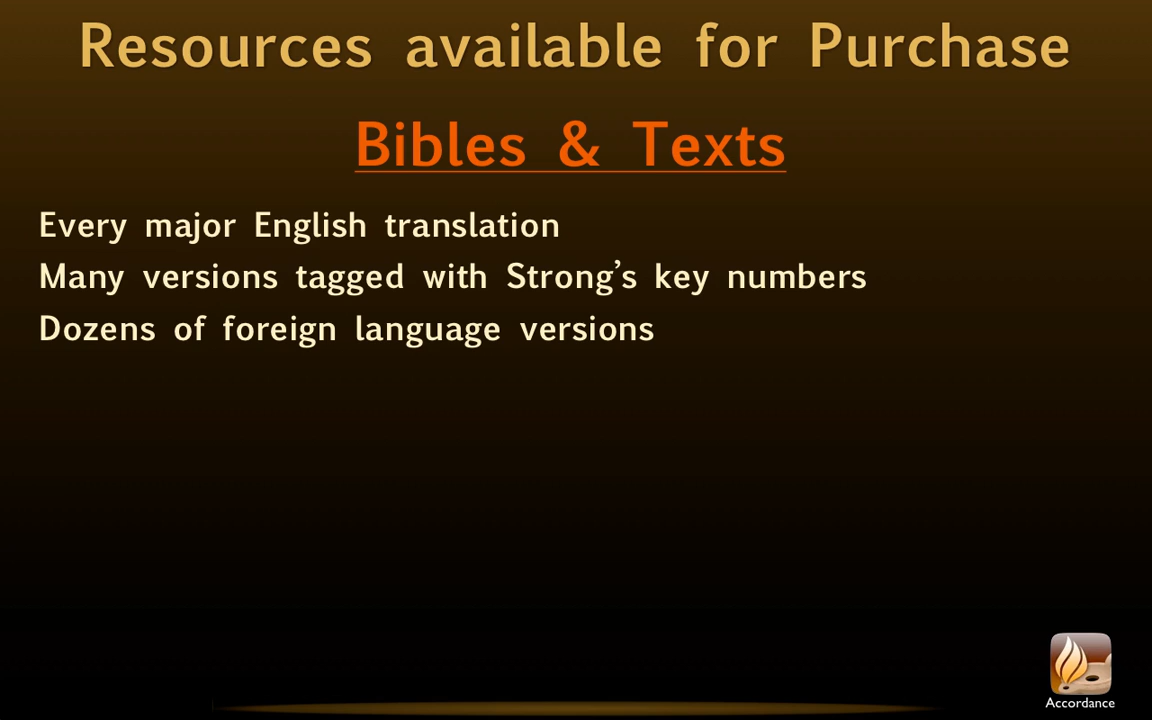 Resources available for Purchase
Bibles & Texts
Every major English translation
Many versions tagged with Strong’s key numbers
Dozens of foreign language versions
Accordance